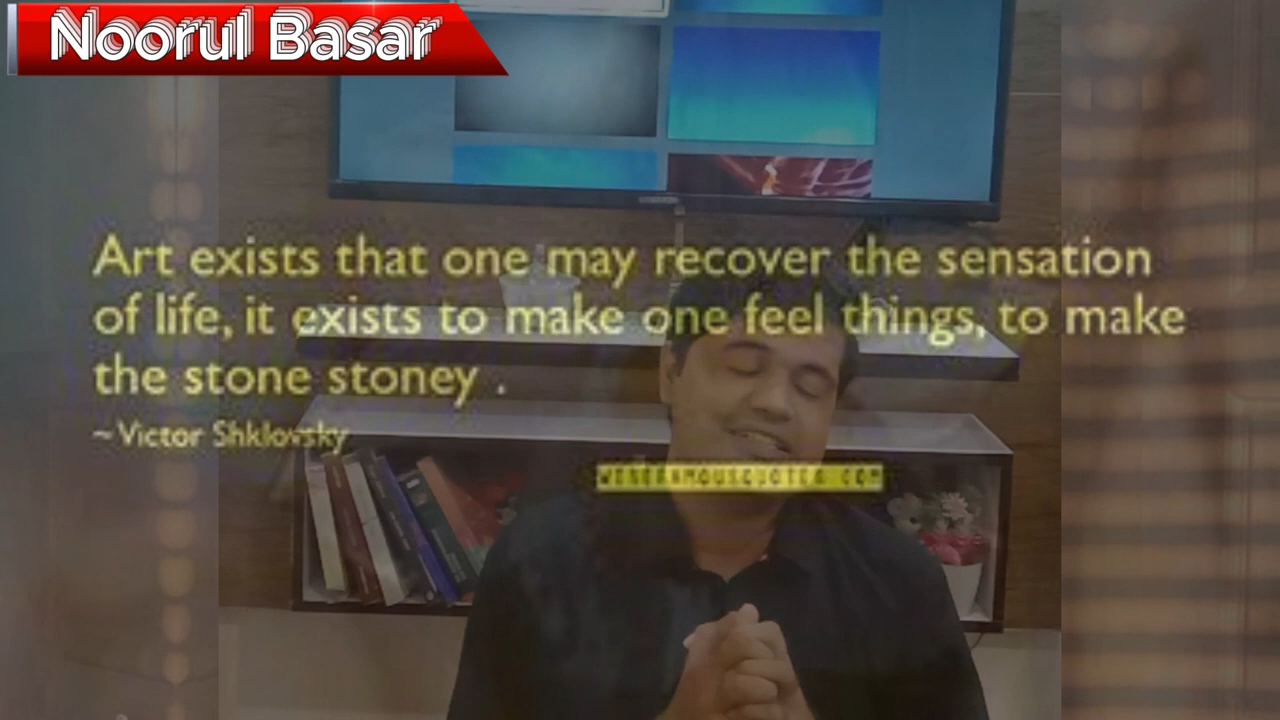 Noorul Basar
Art exists that one may recover the sensation
of life, it exists to make one feel things, to make
the stone stoney .
~ Victor Shklovsky